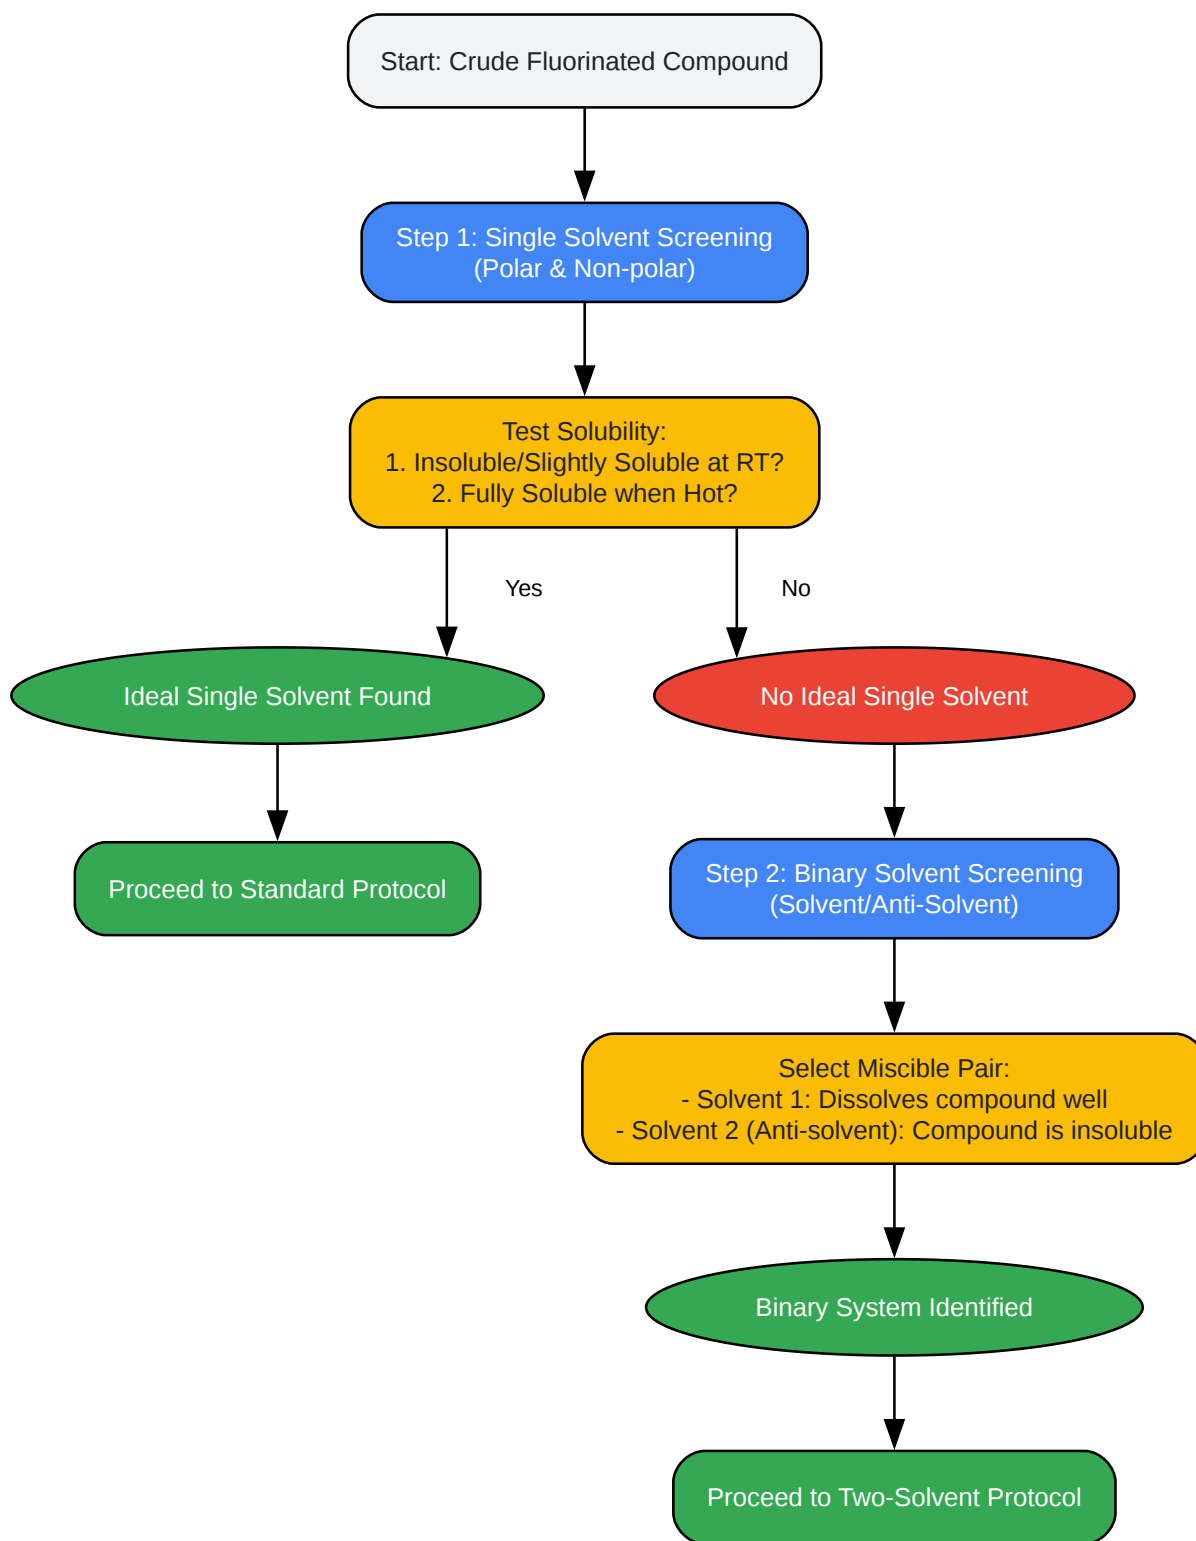 Start: Crude Fluorinated Compound
Step 1: Single Solvent Screening
(Polar & Non-polar)
Test Solubility:
1. Insoluble/Slightly Soluble at RT?
2. Fully Soluble when Hot?
Yes
No
Ideal Single Solvent Found
No Ideal Single Solvent
Proceed to Standard Protocol
Step 2: Binary Solvent Screening
(Solvent/Anti-Solvent)
Select Miscible Pair:
- Solvent 1: Dissolves compound well
- Solvent 2 (Anti-solvent): Compound is insoluble
Binary System Identified
Proceed to Two-Solvent Protocol